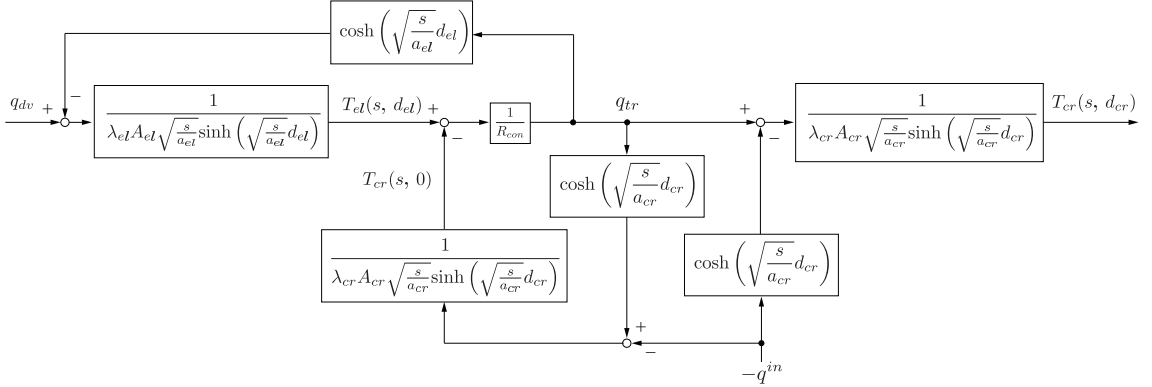 cosh(√(s/a_el) d_el)
q_dv + −
1/(λ_el A_el √(s/a_el) sinh(√(s/a_el) d_el))
T_el(s, d_el) + −
1/R_con
q_tr
+ −
1/(λ_cr A_cr √(s/a_cr) sinh(√(s/a_cr) d_cr))
T_cr(s, d_cr)
T_cr(s, 0)
cosh(√(s/a_cr) d_cr)
1/(λ_cr A_cr √(s/a_cr) sinh(√(s/a_cr) d_cr))
cosh(√(s/a_cr) d_cr)
+
−
−q^in